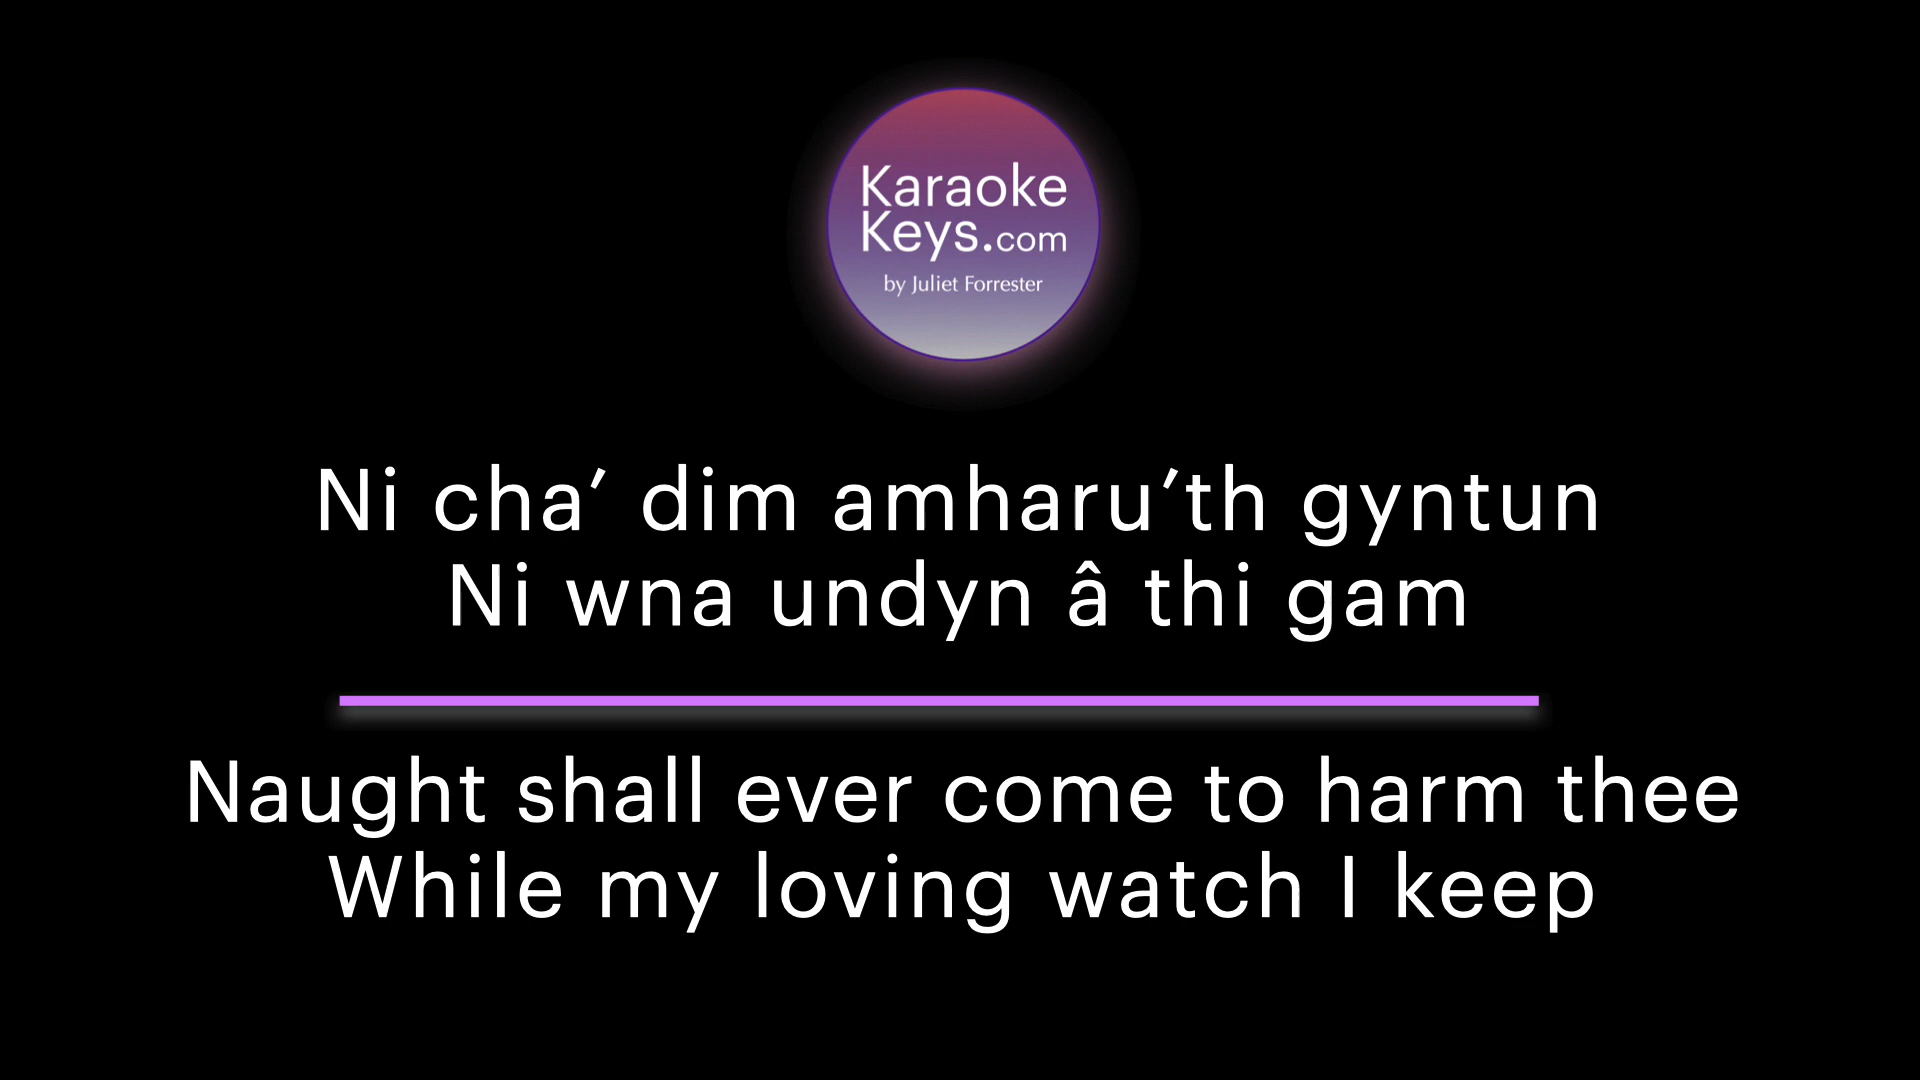 Karaoke
Keys.com
by Juliet Forrester
Ni cha’ dim amharu’th gyntun
Ni wna undyn â thi gam
Naught shall ever come to harm thee
While my loving watch I keep